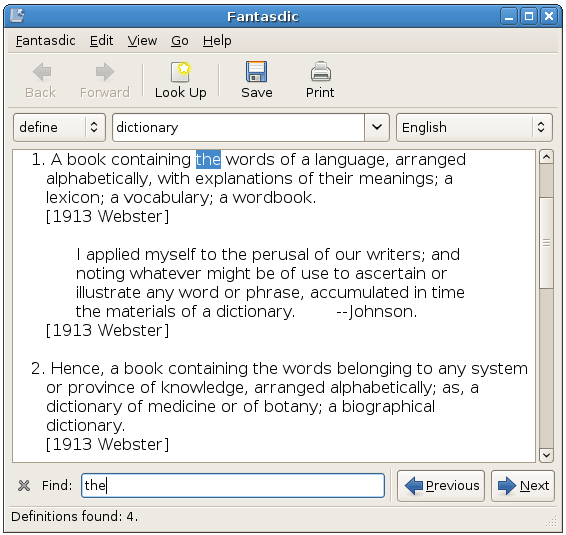 Fantasdic
Fantasdic Edit View Go Help
Back Forward Look Up Save Print
define dictionary English
1. A book containing the words of a language, arranged
alphabetically, with explanations of their meanings; a
lexicon; a vocabulary; a wordbook.
[1913 Webster]
I applied myself to the perusal of our writers; and
noting whatever might be of use to ascertain or
illustrate any word or phrase, accumulated in time
the materials of a dictionary. --Johnson.
[1913 Webster]
2. Hence, a book containing the words belonging to any system
or province of knowledge, arranged alphabetically; as, a
dictionary of medicine or of botany; a biographical
dictionary.
[1913 Webster]
Find: the Previous Next
Definitions found: 4.